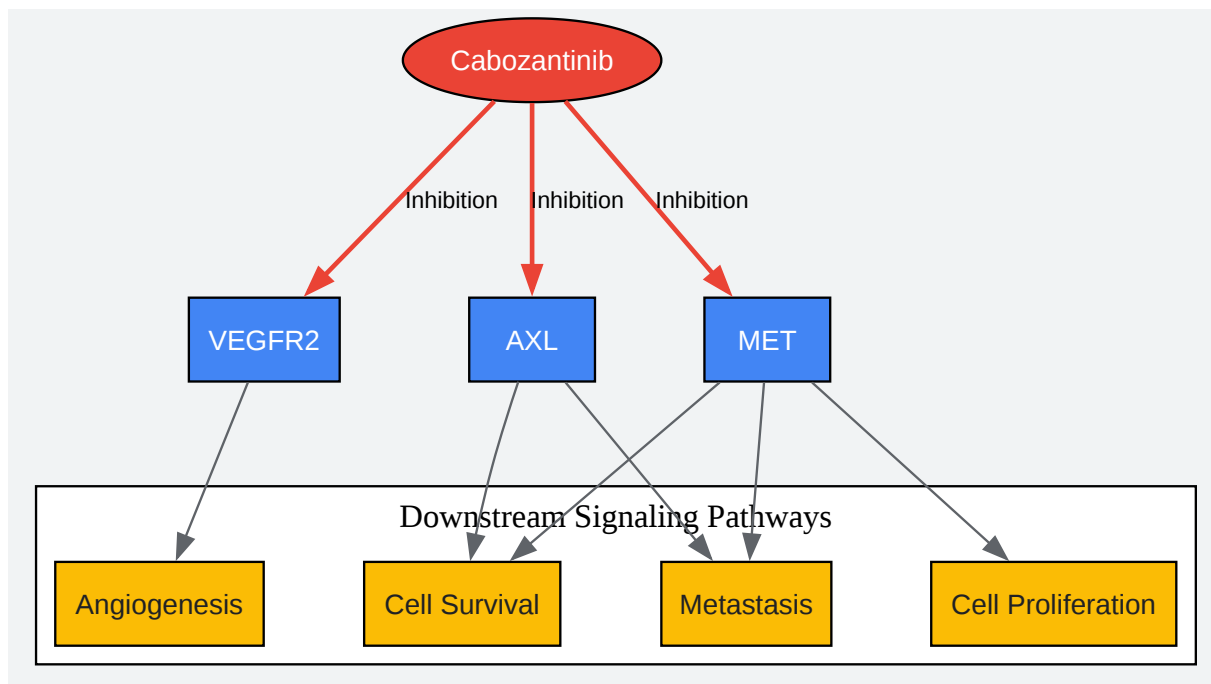 Cabozantinib
Inhibition Inhibition Inhibition
VEGFR2 AXL MET
Downstream Signaling Pathways
Angiogenesis Cell Survival Metastasis Cell Proliferation